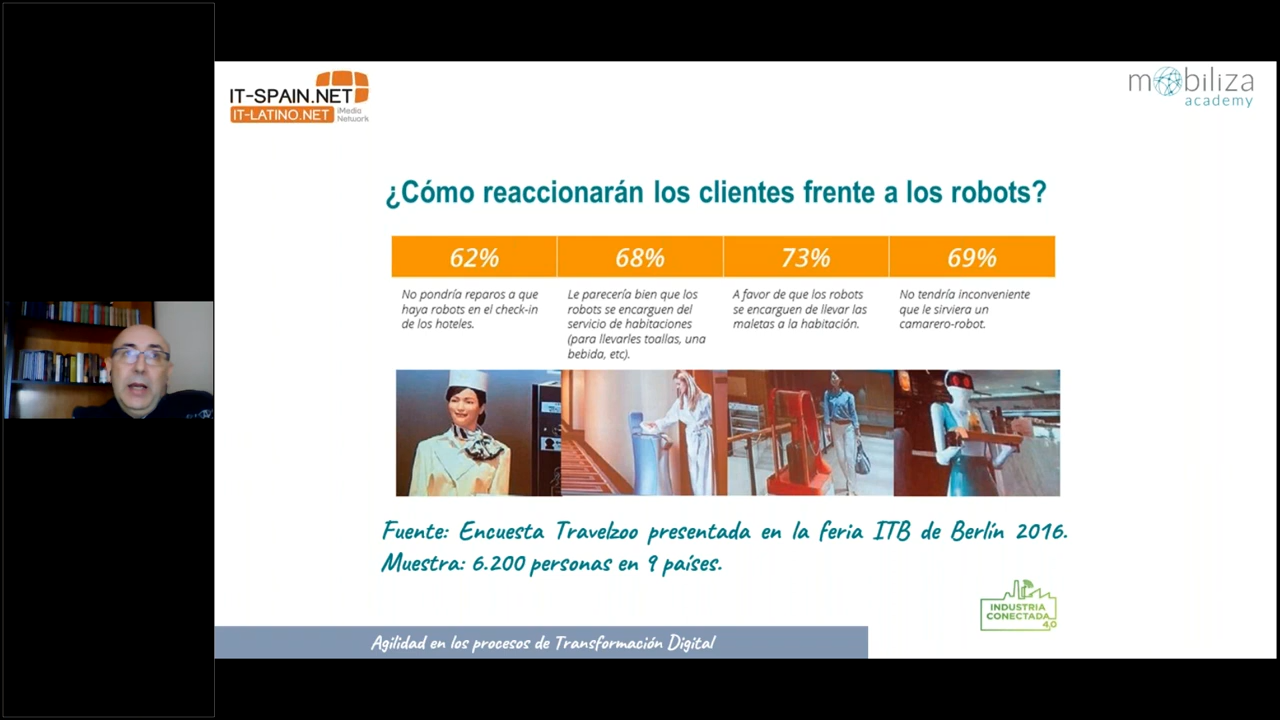 IT-SPAIN.NET
IT-LATINO.NET
iMedia
Network
mobiliza
academy
¿Cómo reaccionarán los clientes frente a los robots?
62%
68%
73%
69%
No pondría reparos a que
haya robots en el check-in
de los hoteles.
Le parecería bien que los
robots se encarguen del
servicio de habitaciones
(para llevarles toallas, una
bebida, etc).
A favor de que los robots
se encarguen de llevar las
maletas a la habitación.
No tendría inconveniente
que le sirviera un
camarero-robot.
Fuente: Encuesta Travelzoo presentada en la feria ITB de Berlín 2016.
Muestra: 6.200 personas en 9 países.
INDUSTRIA
CONECTADA
4.0
Agilidad en los procesos de Transformación Digital